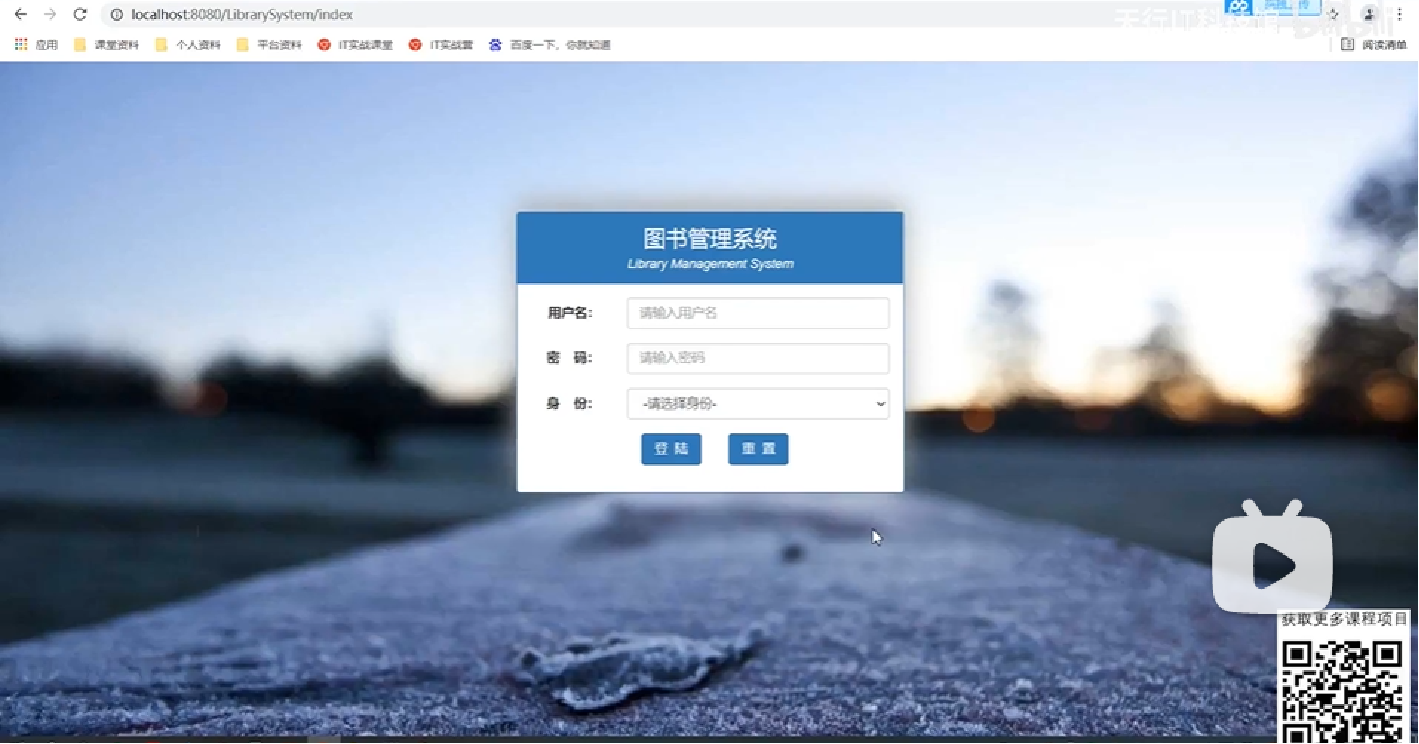 localhost:8080/LibrarySystem/index
应用 课堂资料 个人资料 平台资料 IT实战课堂 IT实战营 百度一下，你就知道 阅读清单
图书管理系统
Library Management System
用户名： 请输入用户名
密 码： 请输入密码
身 份： -请选择身份-
登 陆 重 置
获取更多课程项目